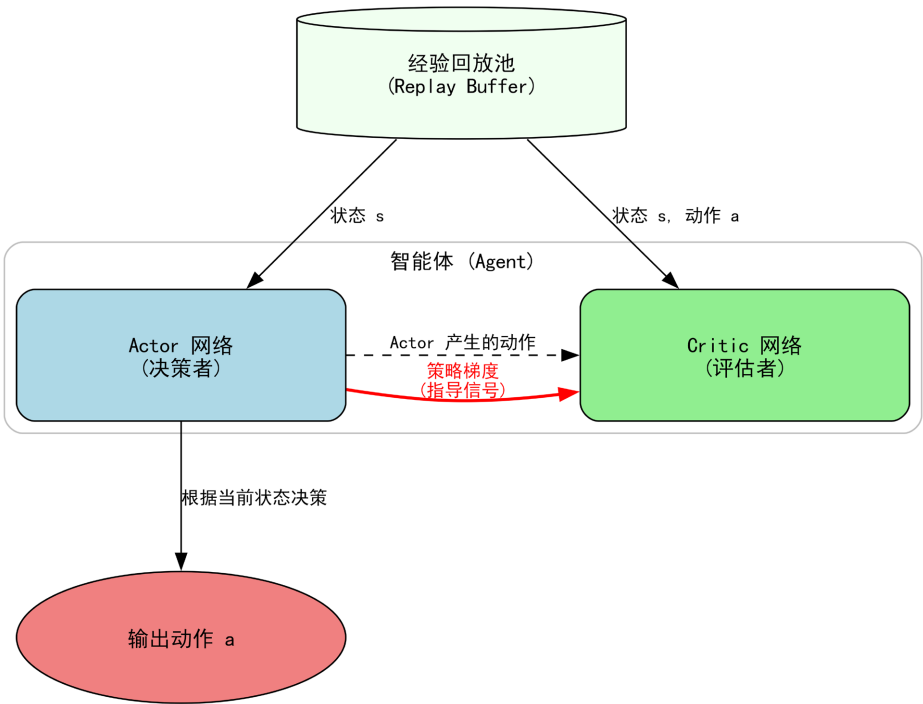 经验回放池
(Replay Buffer)
状态 s
状态 s, 动作 a
智能体 (Agent)
Actor 网络
(决策者)
Actor 产生的动作
策略梯度
(指导信号)
Critic 网络
(评估者)
根据当前状态决策
输出动作 a